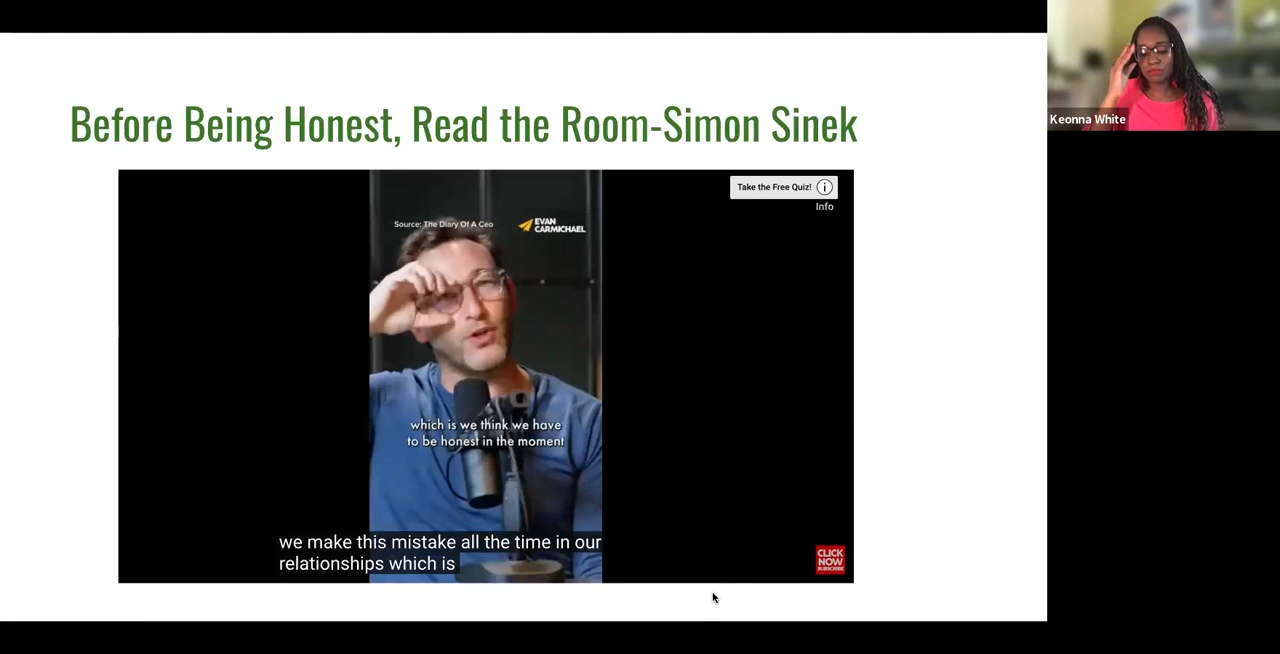 Before Being Honest, Read the Room-Simon Sinek
Keonna White
Take the Free Quiz! i
Info
Source: The Diary Of A Ceo
EVAN
CARMICHAEL
which is we think we have
to be honest in the moment
we make this mistake all the time in our
relationships which is
CLICK
NOW
SUBSCRIBE